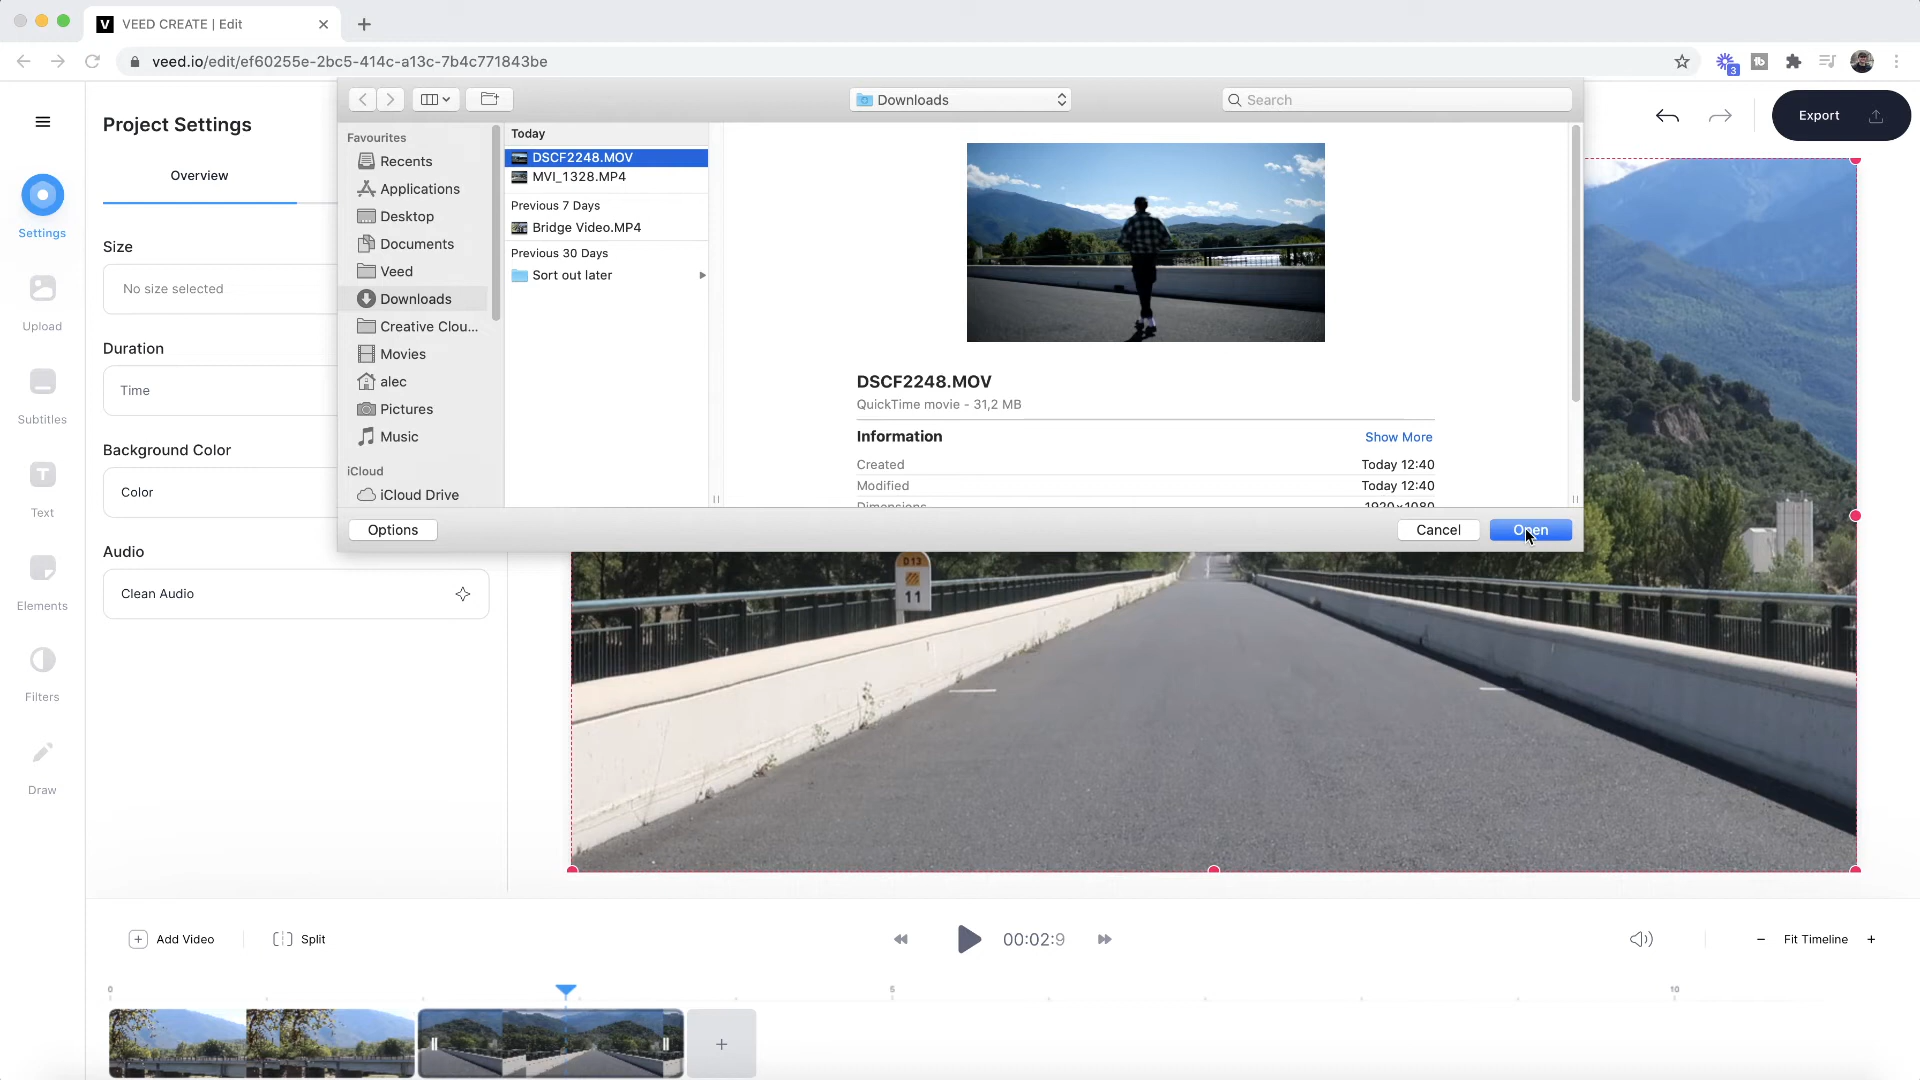 V VEED CREATE | Edit
veed.io/edit/ef60255e-2bc5-414c-a13c-7b4c771843be
3
Project Settings
Overview
Settings
Upload
Subtitles
Text
Elements
Filters
Draw
Size
No size selected
Duration
Time
Background Color
Color
Audio
Clean Audio
Downloads
Search
Favourites
Recents
Applications
Desktop
Documents
Veed
Downloads
Creative Clou...
Movies
alec
Pictures
Music
iCloud
iCloud Drive
Today
DSCF2248.MOV
MVI_1328.MP4
Previous 7 Days
Bridge Video.MP4
Previous 30 Days
Sort out later
DSCF2248.MOV
QuickTime movie - 31,2 MB
Information Show More
Created Today 12:40
Modified Today 12:40
Dimensions 1920×1080
Options Cancel Open
Export
D13
11
+ Add Video
Split
00:02:9
− Fit Timeline +
0 5 10
+